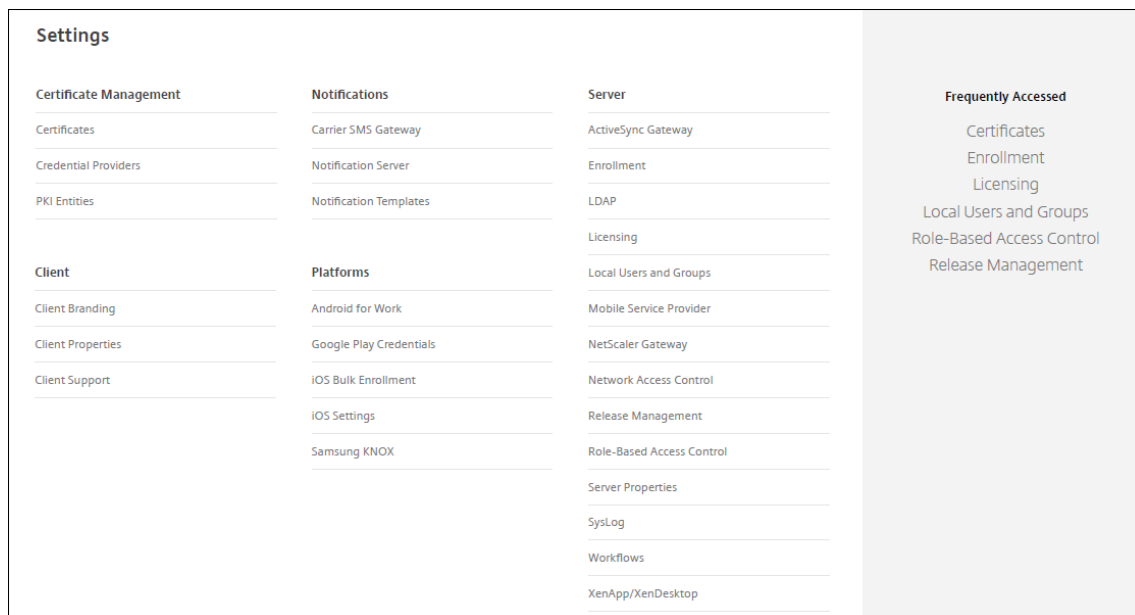 Settings
Certificate Management
Certificates
Credential Providers
PKI Entities
Client
Client Branding
Client Properties
Client Support
Notifications
Carrier SMS Gateway
Notification Server
Notification Templates
Platforms
Android for Work
Google Play Credentials
iOS Bulk Enrollment
iOS Settings
Samsung KNOX
Server
ActiveSync Gateway
Enrollment
LDAP
Licensing
Local Users and Groups
Mobile Service Provider
NetScaler Gateway
Network Access Control
Release Management
Role-Based Access Control
Server Properties
SysLog
Workflows
XenApp/XenDesktop
Frequently Accessed
Certificates
Enrollment
Licensing
Local Users and Groups
Role-Based Access Control
Release Management